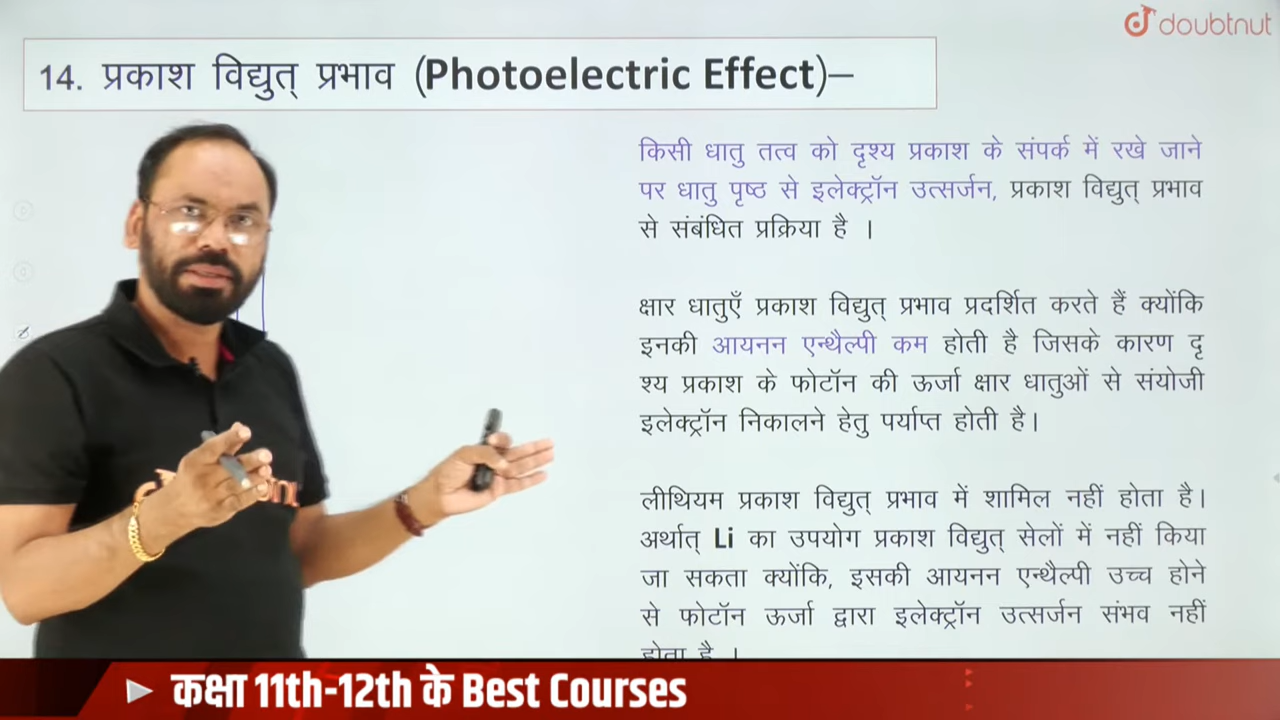 doubtnut
14. प्रकाश विद्युत् प्रभाव (Photoelectric Effect)–
किसी धातु तत्व को दृश्य प्रकाश के संपर्क में रखे जाने
पर धातु पृष्ठ से इलेक्ट्रॉन उत्सर्जन, प्रकाश विद्युत् प्रभाव
से संबंधित प्रक्रिया है ।
क्षार धातुएँ प्रकाश विद्युत् प्रभाव प्रदर्शित करते हैं क्योंकि
इनकी आयनन एन्थैल्पी कम होती है जिसके कारण दृ
श्य प्रकाश के फोटॉन की ऊर्जा क्षार धातुओं से संयोजी
इलेक्ट्रॉन निकालने हेतु पर्याप्त होती है।
लीथियम प्रकाश विद्युत् प्रभाव में शामिल नहीं होता है।
अर्थात् Li का उपयोग प्रकाश विद्युत् सेलों में नहीं किया
जा सकता क्योंकि, इसकी आयनन एन्थैल्पी उच्च होने
से फोटॉन ऊर्जा द्वारा इलेक्ट्रॉन उत्सर्जन संभव नहीं
होता है ।
कक्षा 11th-12th के Best Courses